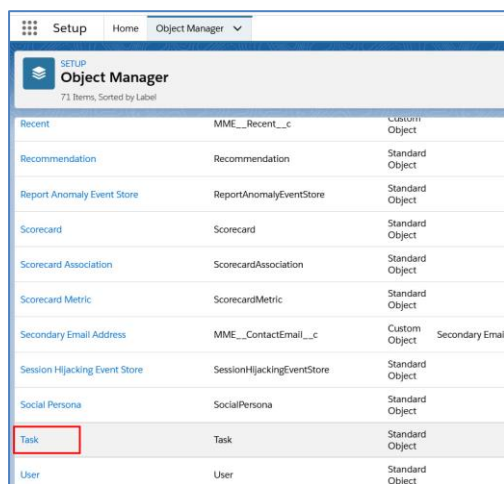 Setup Home Object Manager
SETUP
Object Manager
71 Items, Sorted by Label
Recent MME__Recent__c Custom
Object
Recommendation Recommendation Standard
Object
Report Anomaly Event Store ReportAnomalyEventStore Standard
Object
Scorecard Scorecard Standard
Object
Scorecard Association ScorecardAssociation Standard
Object
Scorecard Metric ScorecardMetric Standard
Object
Secondary Email Address MME__ContactEmail__c Custom Secondary Emai
Object
Session Hijacking Event Store SessionHijackingEventStore Standard
Object
Social Persona SocialPersona Standard
Object
Task Task Standard
Object
User User Standard
Object